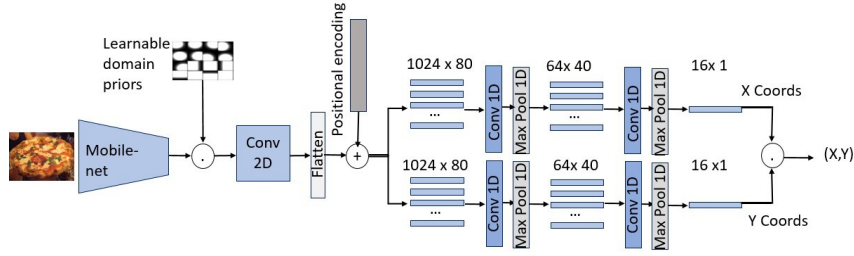 Learnable
domain
priors
Mobile-
net
.
Conv
2D
Flatten
Positional encoding
+
1024 x 80
...
Conv 1D
Max Pool 1D
64x 40
...
Conv 1D
Max Pool 1D
16x 1
X Coords
1024 x 80
...
Conv 1D
Max Pool 1D
64x 40
...
Conv 1D
Max Pool 1D
16 x1
Y Coords
.
(X,Y)